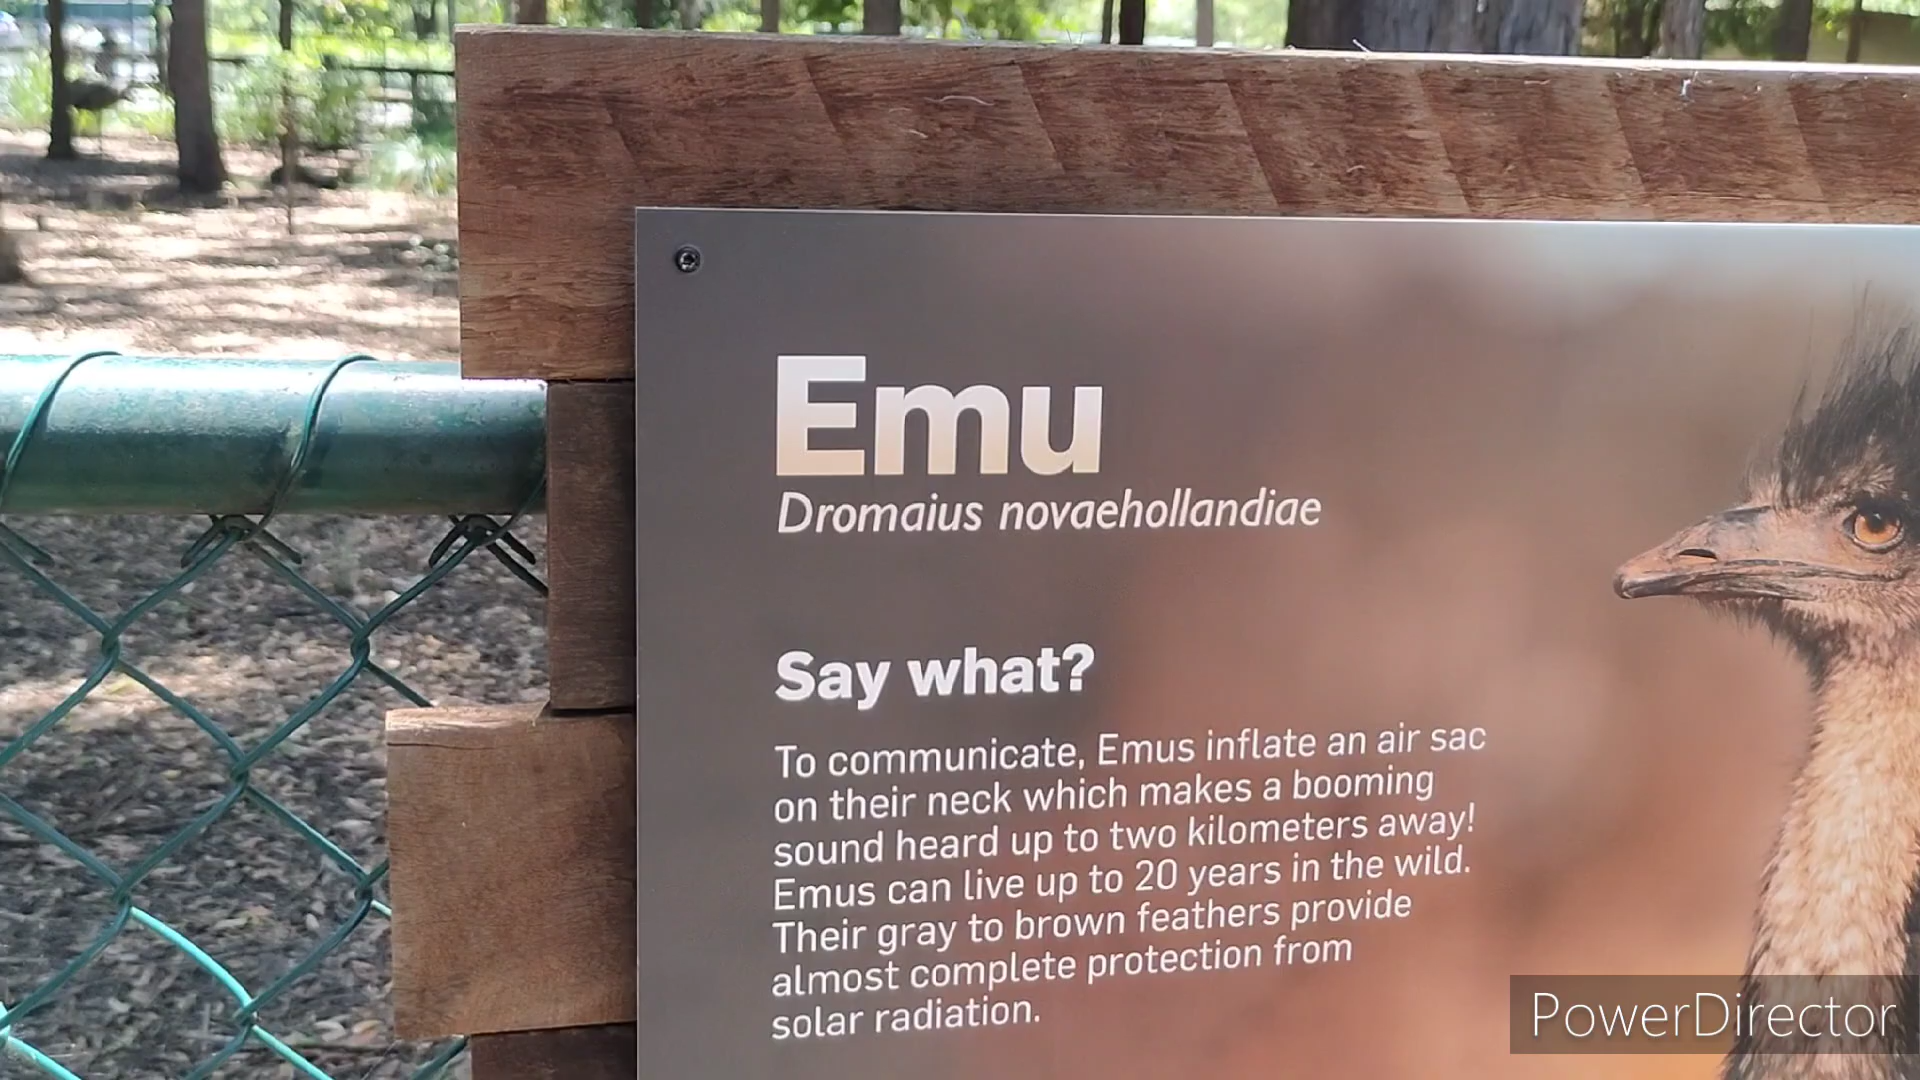 Emu
Dromaius novaehollandiae
Say what?
To communicate, Emus inflate an air sac
on their neck which makes a booming
sound heard up to two kilometers away!
Emus can live up to 20 years in the wild.
Their gray to brown feathers provide
almost complete protection from
solar radiation.
PowerDirector